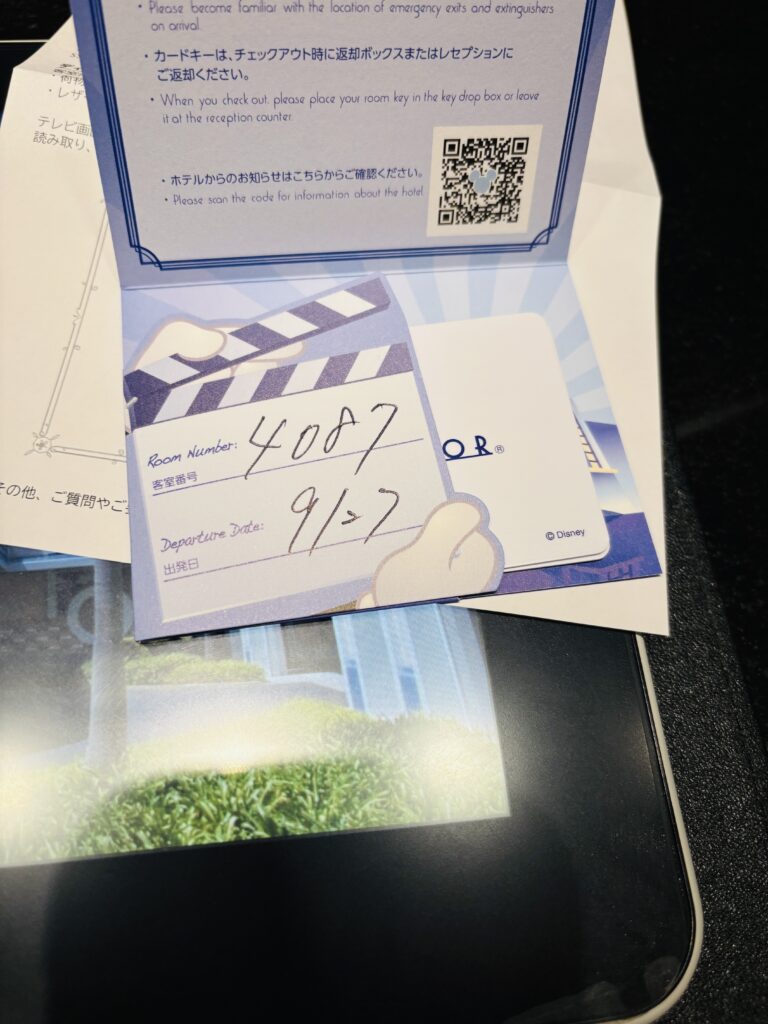 • Please become familiar with the location of emergency exits and extinguishers
on arrival.
・カードキーは、チェックアウト時に返却ボックスまたはレセプションに
ご返却ください。
• When you check out, please place your room key in the key drop box or leave
it at the reception counter.
・ホテルからのお知らせはこちらからご確認ください。
• Please scan the code for information about the hotel.
・レザ
テレビ画
読み取り、
Room Number: 4087
客室番号
Departure Date: 9/27
出発日
OR®
© Disney
その他、ご質問やご